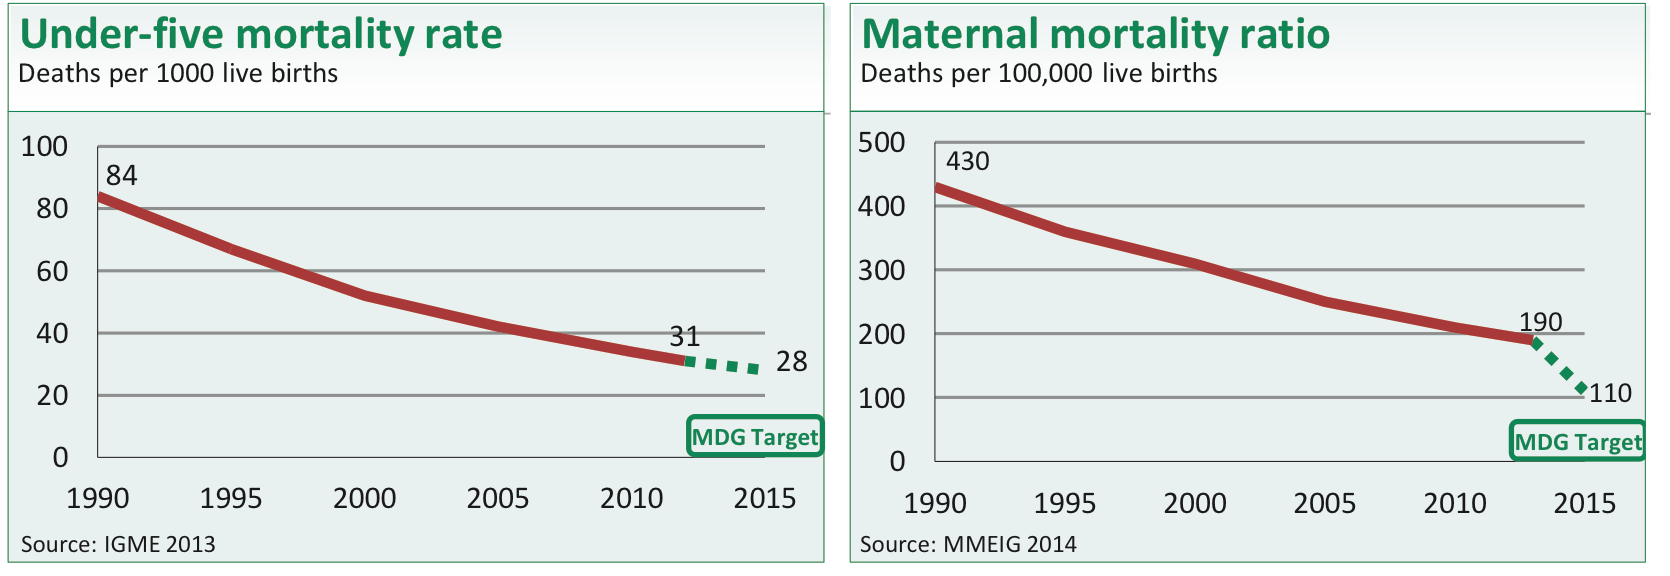 Under-five mortality rate
Deaths per 1000 live births
100
80
60
40
20
0
84
31
28
MDG Target
1990 1995 2000 2005 2010 2015
Source: IGME 2013
Maternal mortality ratio
Deaths per 100,000 live births
500
400
300
200
100
0
430
190
110
MDG Target
1990 1995 2000 2005 2010 2015
Source: MMEIG 2014